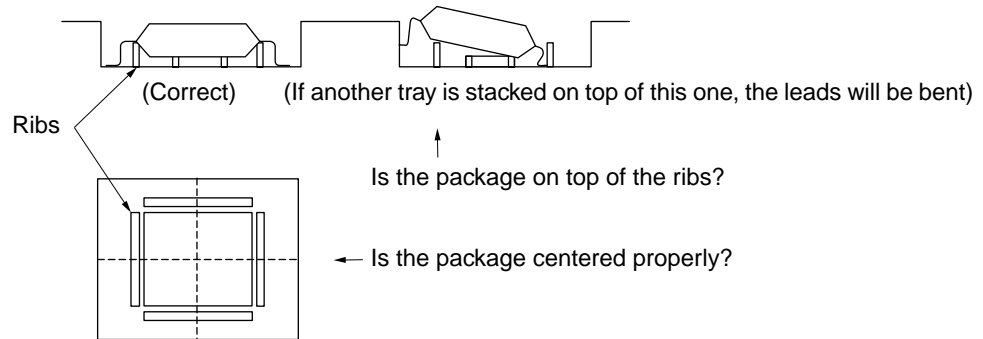 (Correct)
(If another tray is stacked on top of this one, the leads will be bent)
Ribs
Is the package on top of the ribs?
Is the package centered properly?